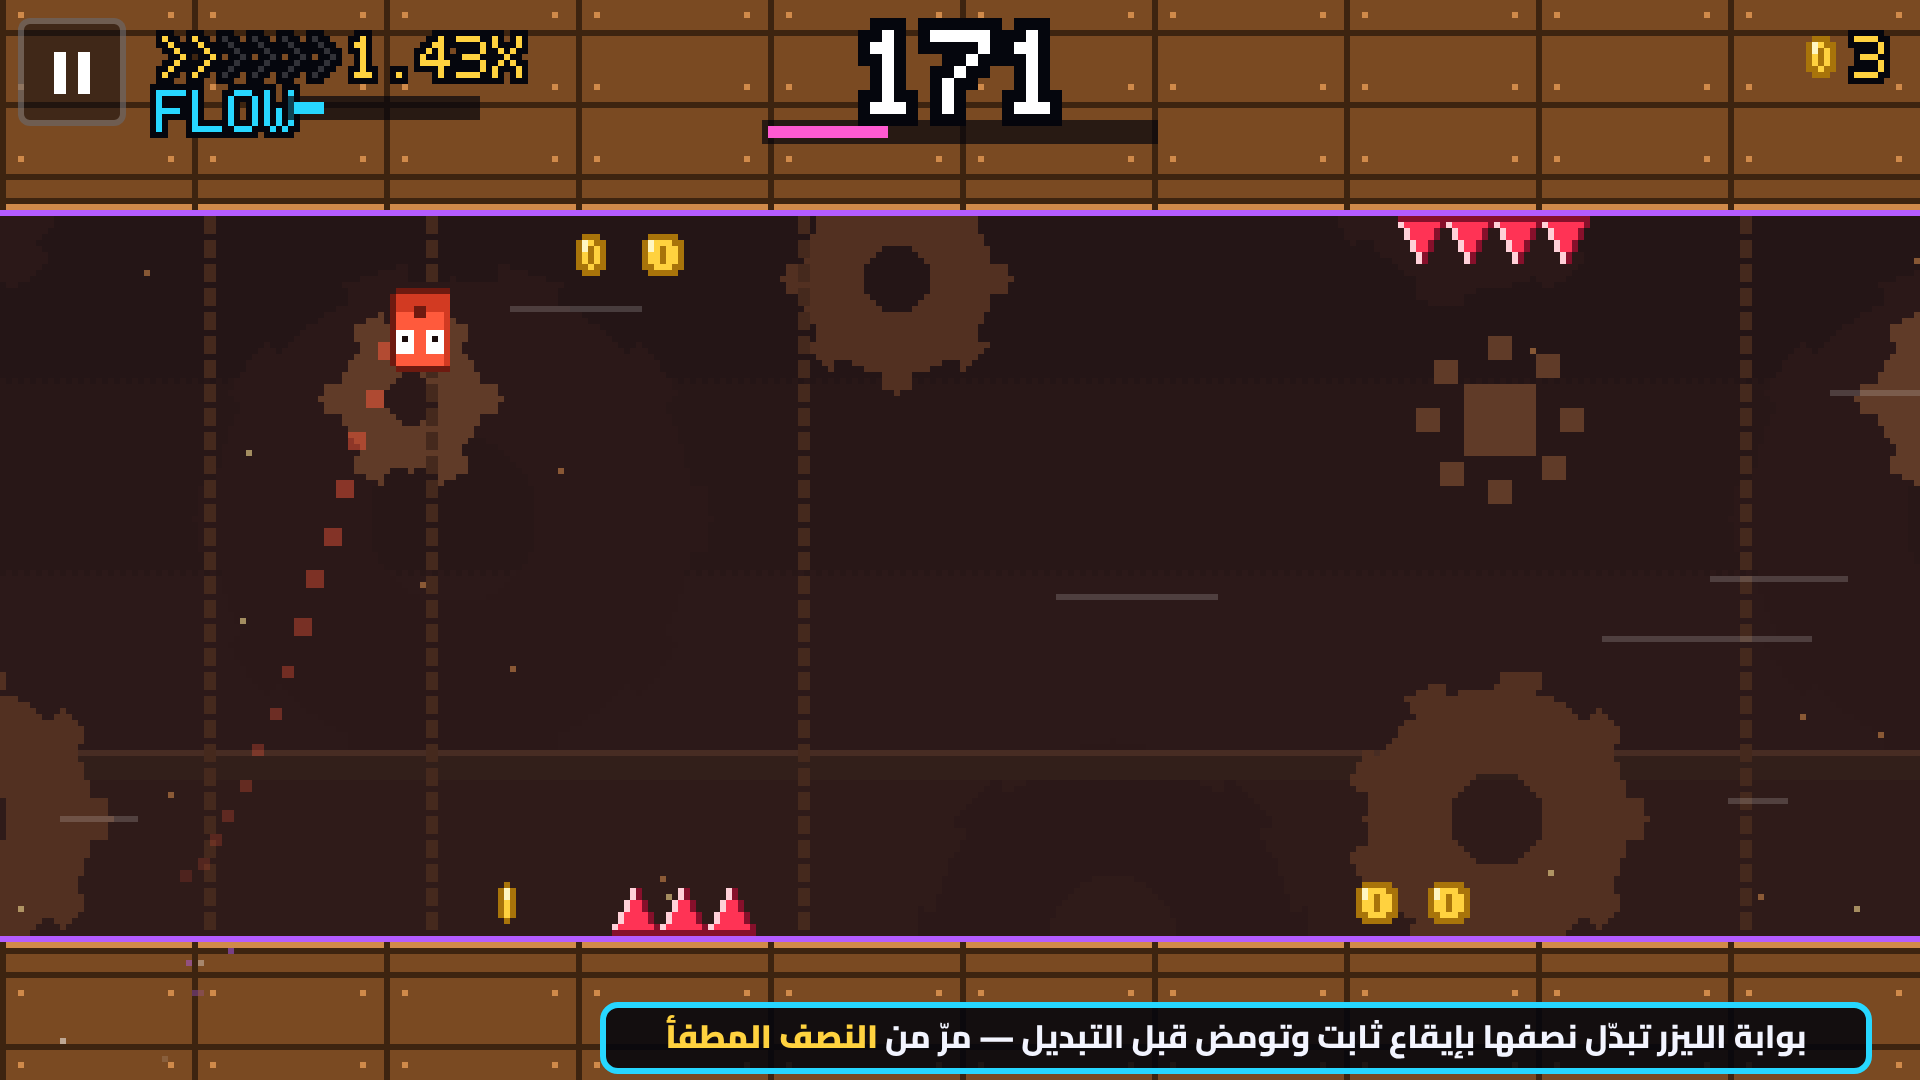 1.43X
FLOW
171
3
بوابة الليزر تبدّل نصفها بإيقاع ثابت وتومض قبل التبديل — مرّ من النصف المطفأ